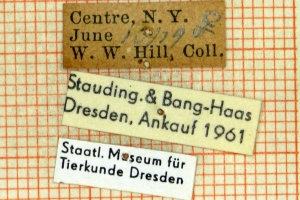 Centre, N. Y.
June
W. W. Hill, Coll.
Stauding. & Bang-Haas
Dresden, Ankauf 1961
Staatl. Museum für
Tierkunde Dresden